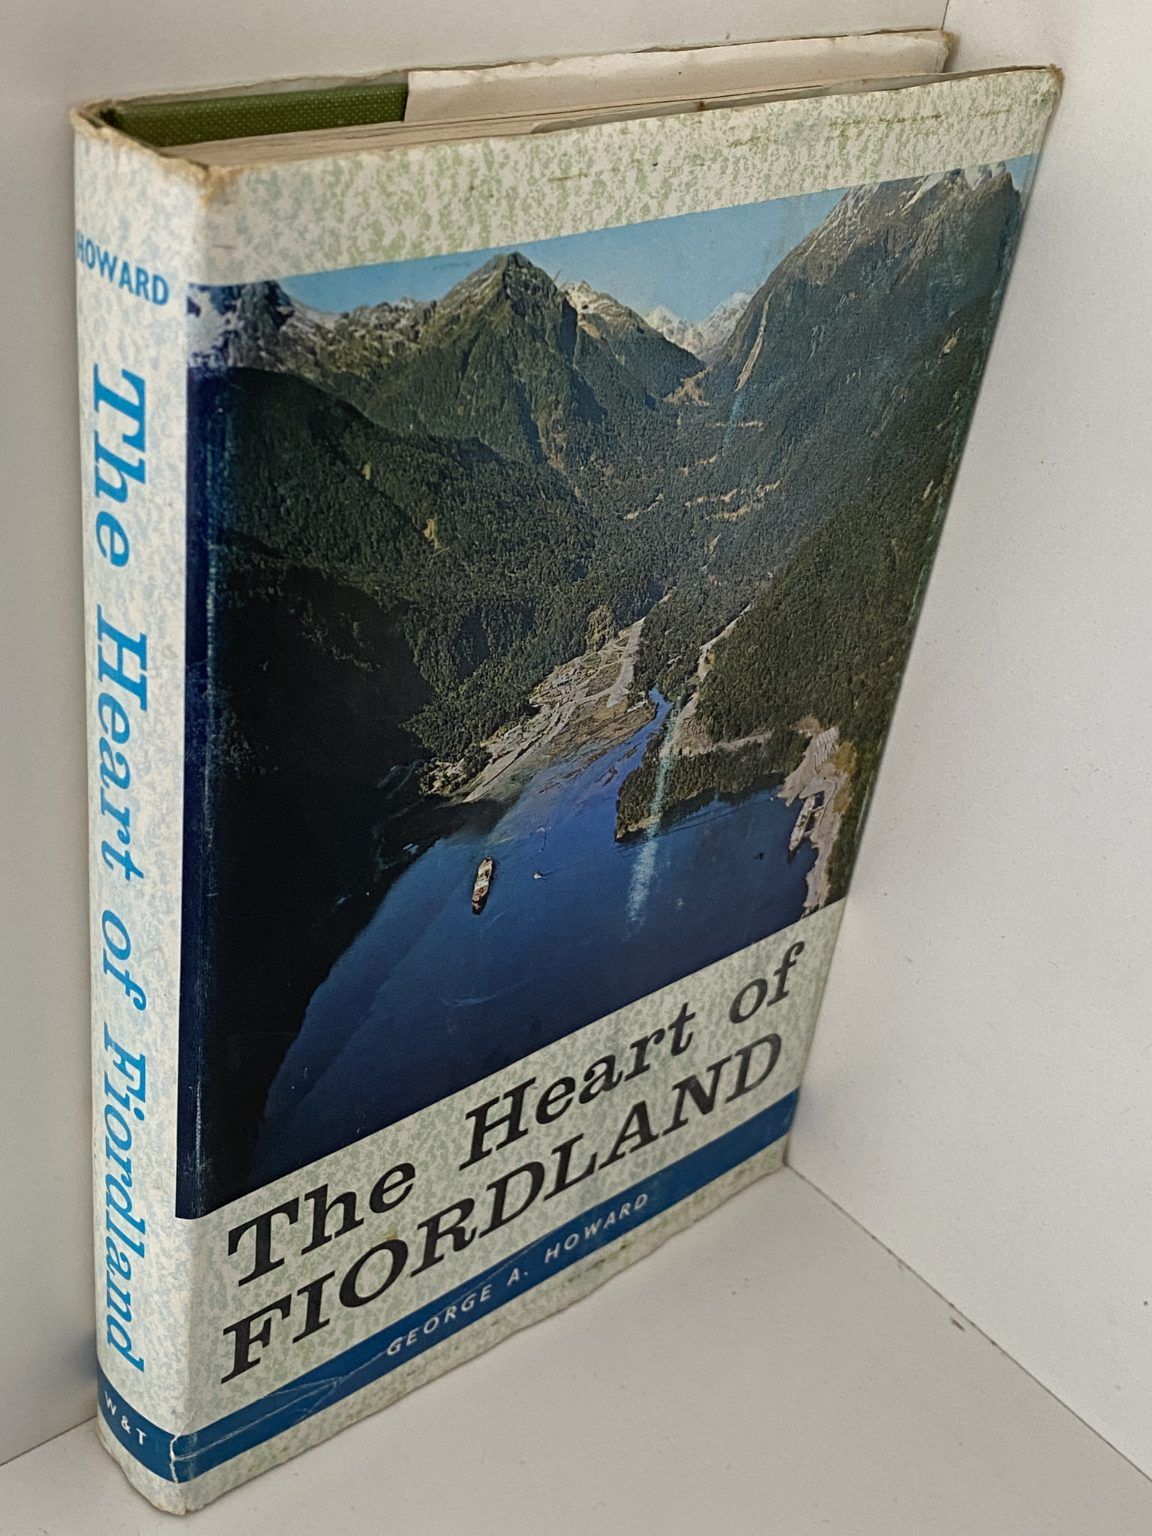 HOWARD
The Heart of Fiordland
W & T
The Heart of
FIORDLAND
GEORGE A. HOWARD